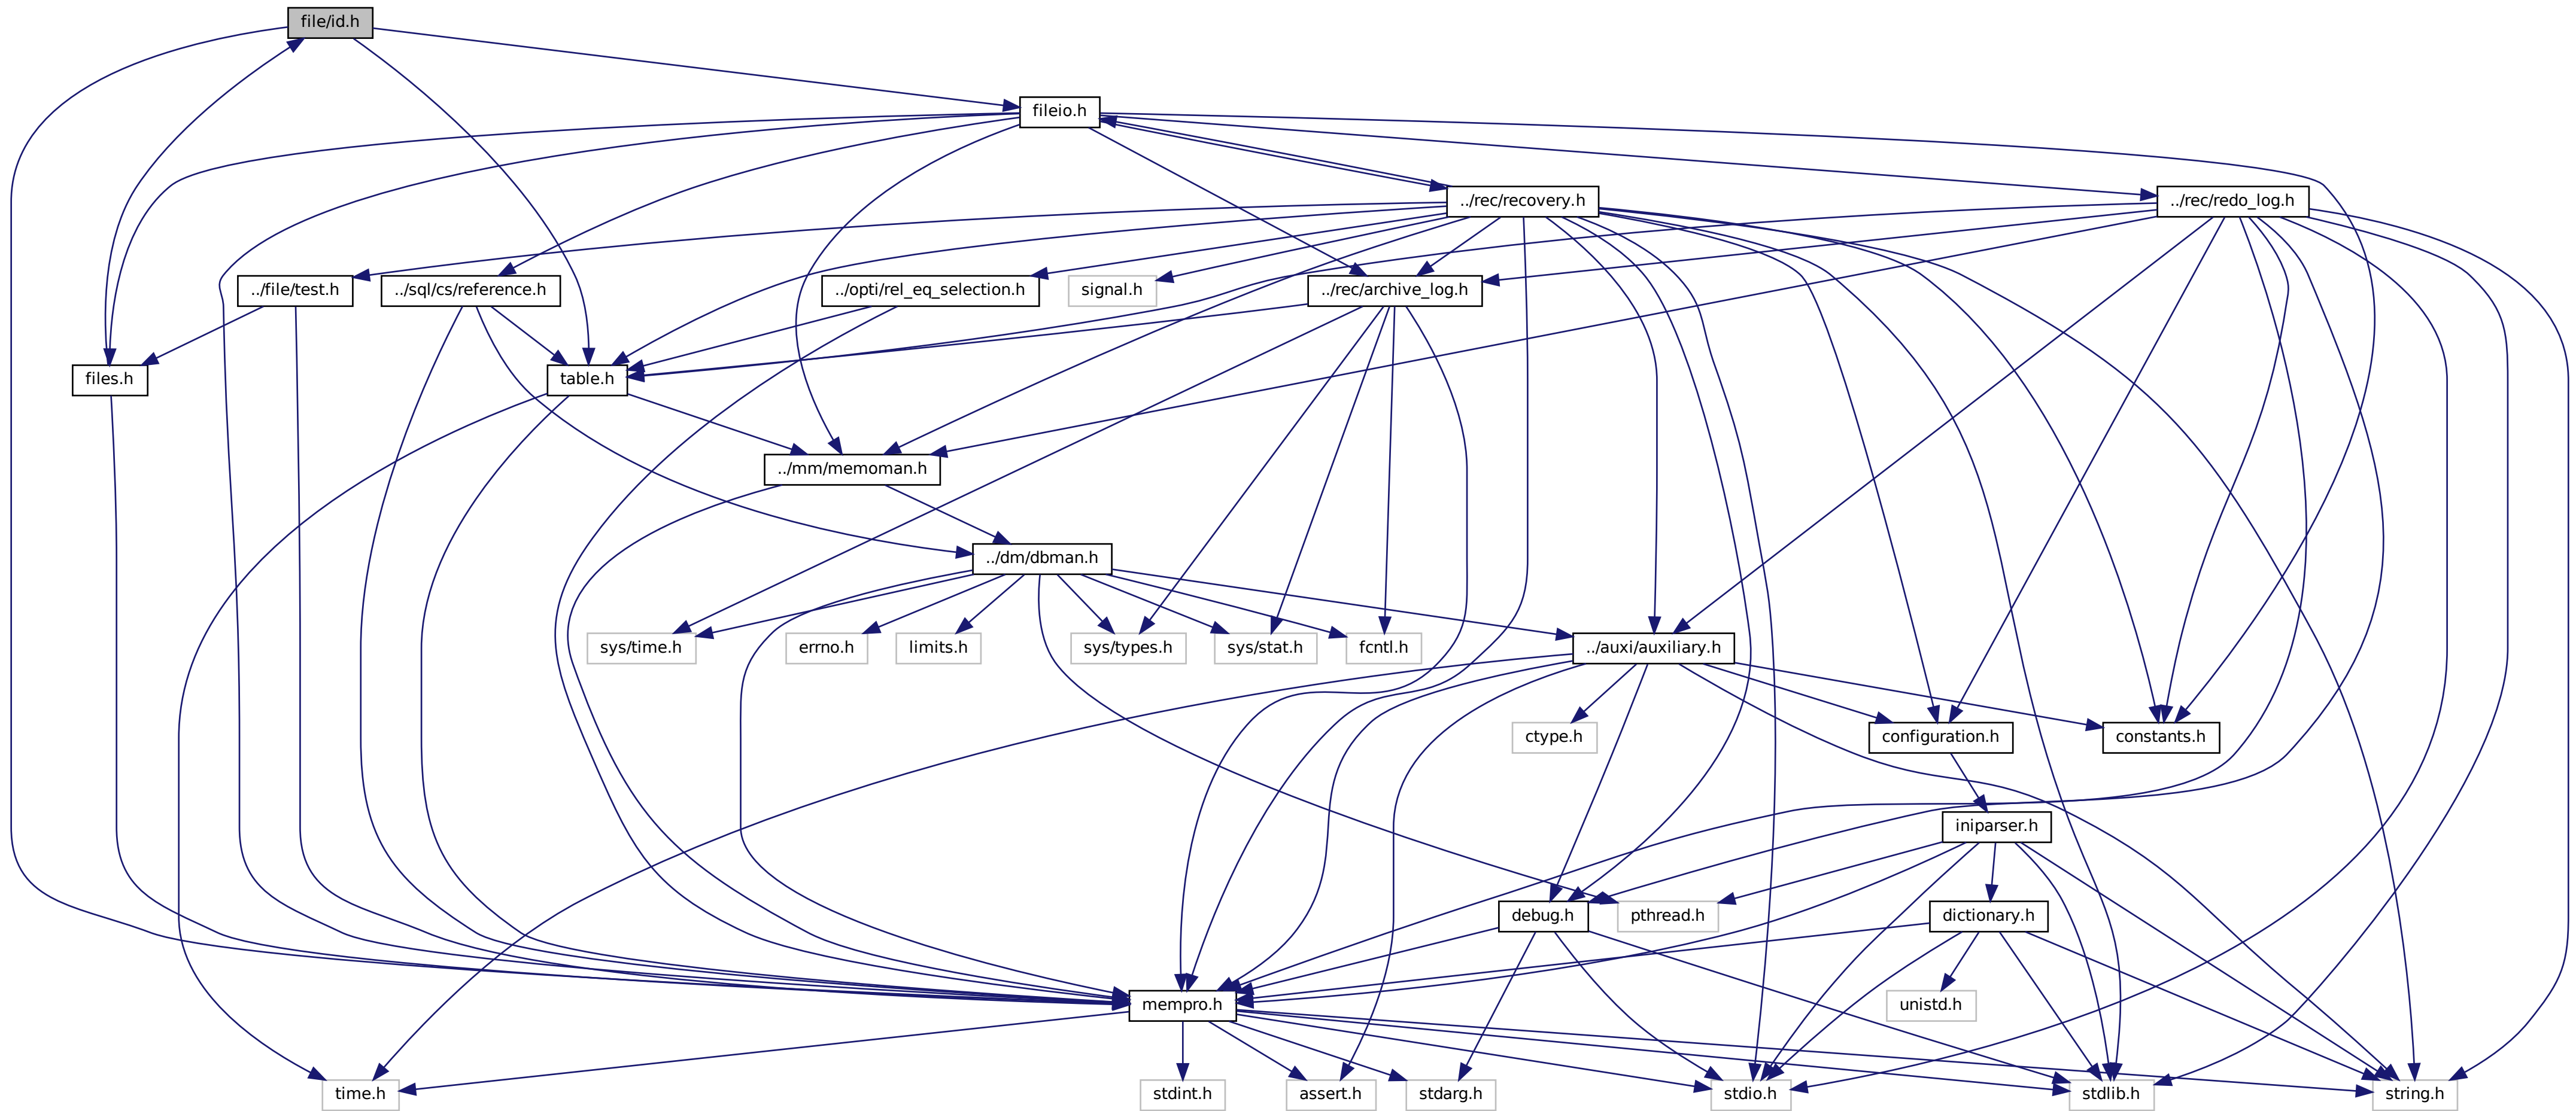 file/id.h
fileio.h
../rec/recovery.h
../rec/redo_log.h
../file/test.h
../sql/cs/reference.h
../opti/rel_eq_selection.h
signal.h
../rec/archive_log.h
files.h
table.h
../mm/memoman.h
../dm/dbman.h
sys/time.h
errno.h
limits.h
sys/types.h
sys/stat.h
fcntl.h
../auxi/auxiliary.h
ctype.h
configuration.h
constants.h
iniparser.h
debug.h
pthread.h
dictionary.h
mempro.h
unistd.h
time.h
stdint.h
assert.h
stdarg.h
stdio.h
stdlib.h
string.h